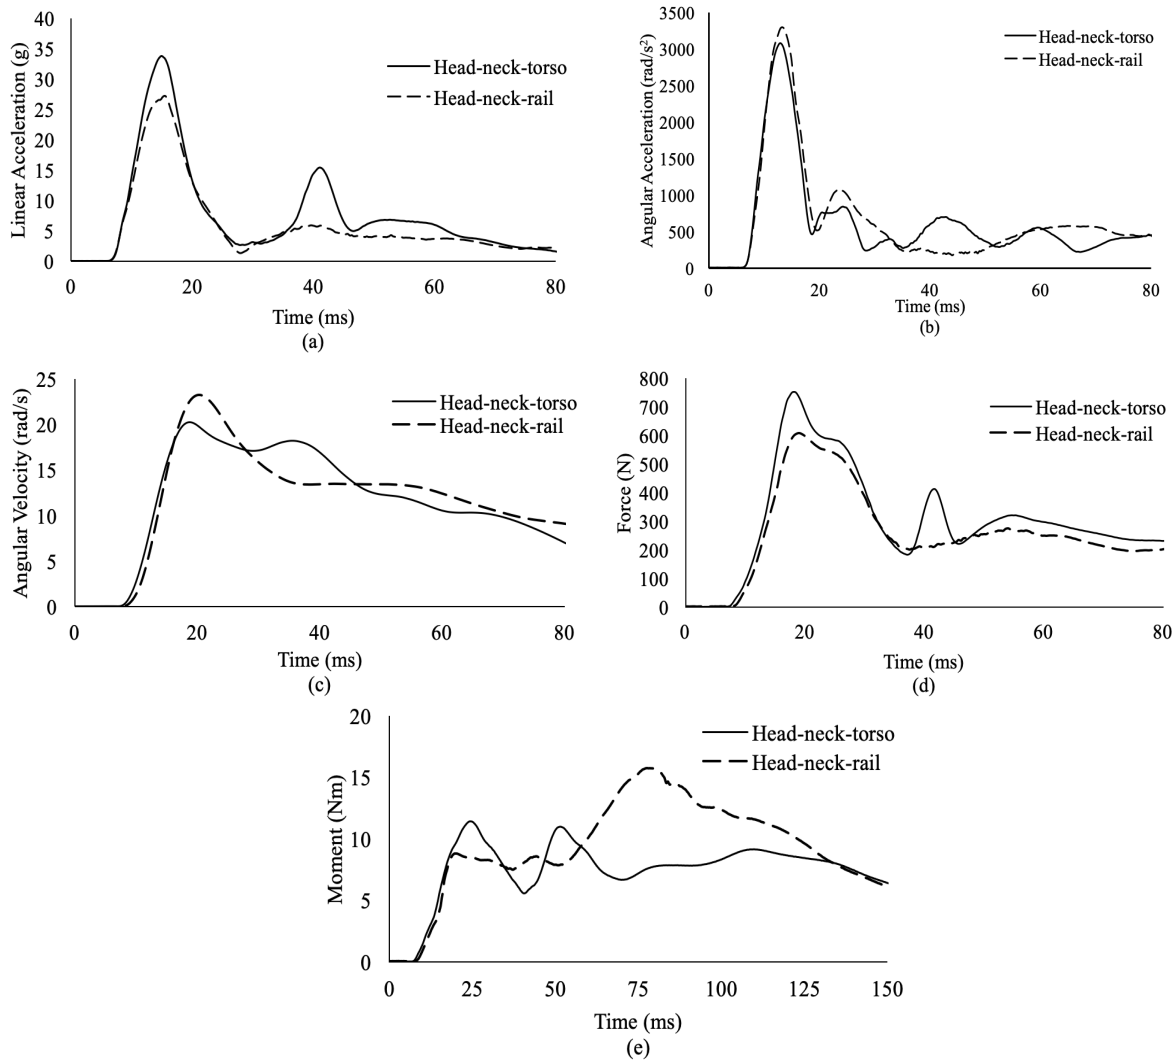 40
35
30
25
20
15
10
5
0
Linear Acceleration (g)
Head-neck-torso
Head-neck-rail
0 20 40 60 80
Time (ms)
(a)
3500
3000
2500
2000
1500
1000
500
0
Angular Acceleration (rad/s²)
Head-neck-torso
Head-neck-rail
0 20 40 60 80
Time (ms)
(b)
25
20
15
10
5
0
Angular Velocity (rad/s)
Head-neck-torso
Head-neck-rail
0 20 40 60 80
Time (ms)
(c)
800
700
600
500
400
300
200
100
0
Force (N)
Head-neck-torso
Head-neck-rail
0 20 40 60 80
Time (ms)
(d)
20
15
10
5
0
Moment (Nm)
Head-neck-torso
Head-neck-rail
0 25 50 75 100 125 150
Time (ms)
(e)